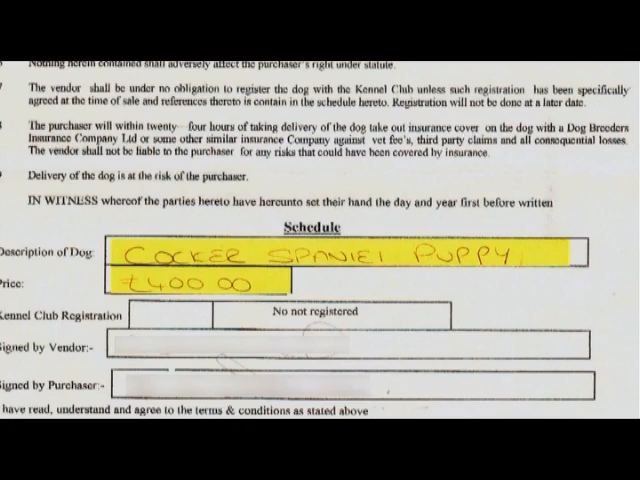 Nothing herein contained shall adversely affect the purchaser's right under statute.
The vendor shall be under no obligation to register the dog with the Kennel Club unless such registration has been specifically
agreed at the time of sale and references thereto is contain in the schedule hereto. Registration will not be done at a later date.
The purchaser will within twenty four hours of taking delivery of the dog take out insurance cover on the dog with a Dog Breeders
Insurance Company Ltd or some other similar insurance Company against vet fee's, third party claims and all consequential losses.
The vendor shall not be liable to the purchaser for any risks that could have been covered by insurance.
Delivery of the dog is at the risk of the purchaser.
IN WITNESS whereof the parties hereto have hereunto set their hand the day and year first before written
Schedule
Description of Dog: COCKER SPANIEL PUPPY
Price: £400.00
Kennel Club Registration No not registered
Signed by Vendor:-
Signed by Purchaser:-
have read, understand and agree to the terms & conditions as stated above